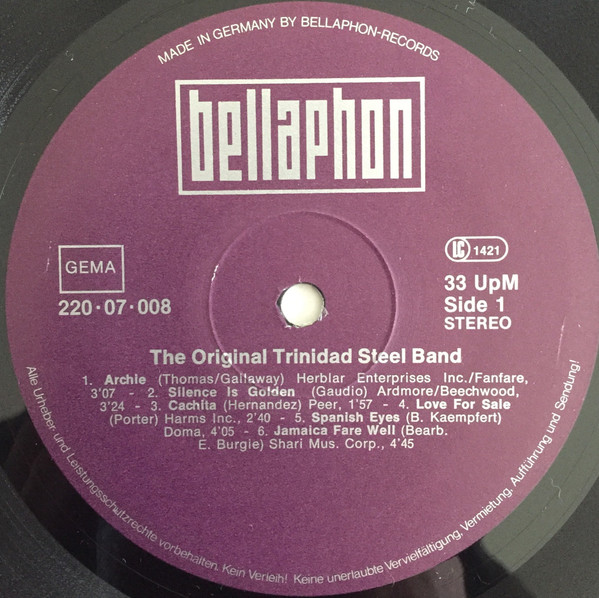 MADE IN GERMANY BY BELLAPHON-RECORDS
bellaphon
GEMA
220·07·008
LC 1421
33 UpM
Side 1
STEREO
The Original Trinidad Steel Band
1. Archie (Thomas/Gallaway) Herblar Enterprises Inc./Fanfare,
3'07 - 2. Silence Is Golden (Gaudio) Ardmore/Beechwood,
3'24 - 3. Cachita (Hernandez) Peer, 1'57 - 4. Love For Sale
(Porter) Harms Inc., 2'40 - 5. Spanish Eyes (B. Kaempfert)
Doma, 4'05 - 6. Jamaica Fare Well (Bearb.
E. Burgie) Shari Mus. Corp., 4'45
Alle Urheber- und Leistungsschutzrechte vorbehalten. Kein Verleih! Keine unerlaubte Vervielfältigung, Vermietung, Aufführung und Sendung!